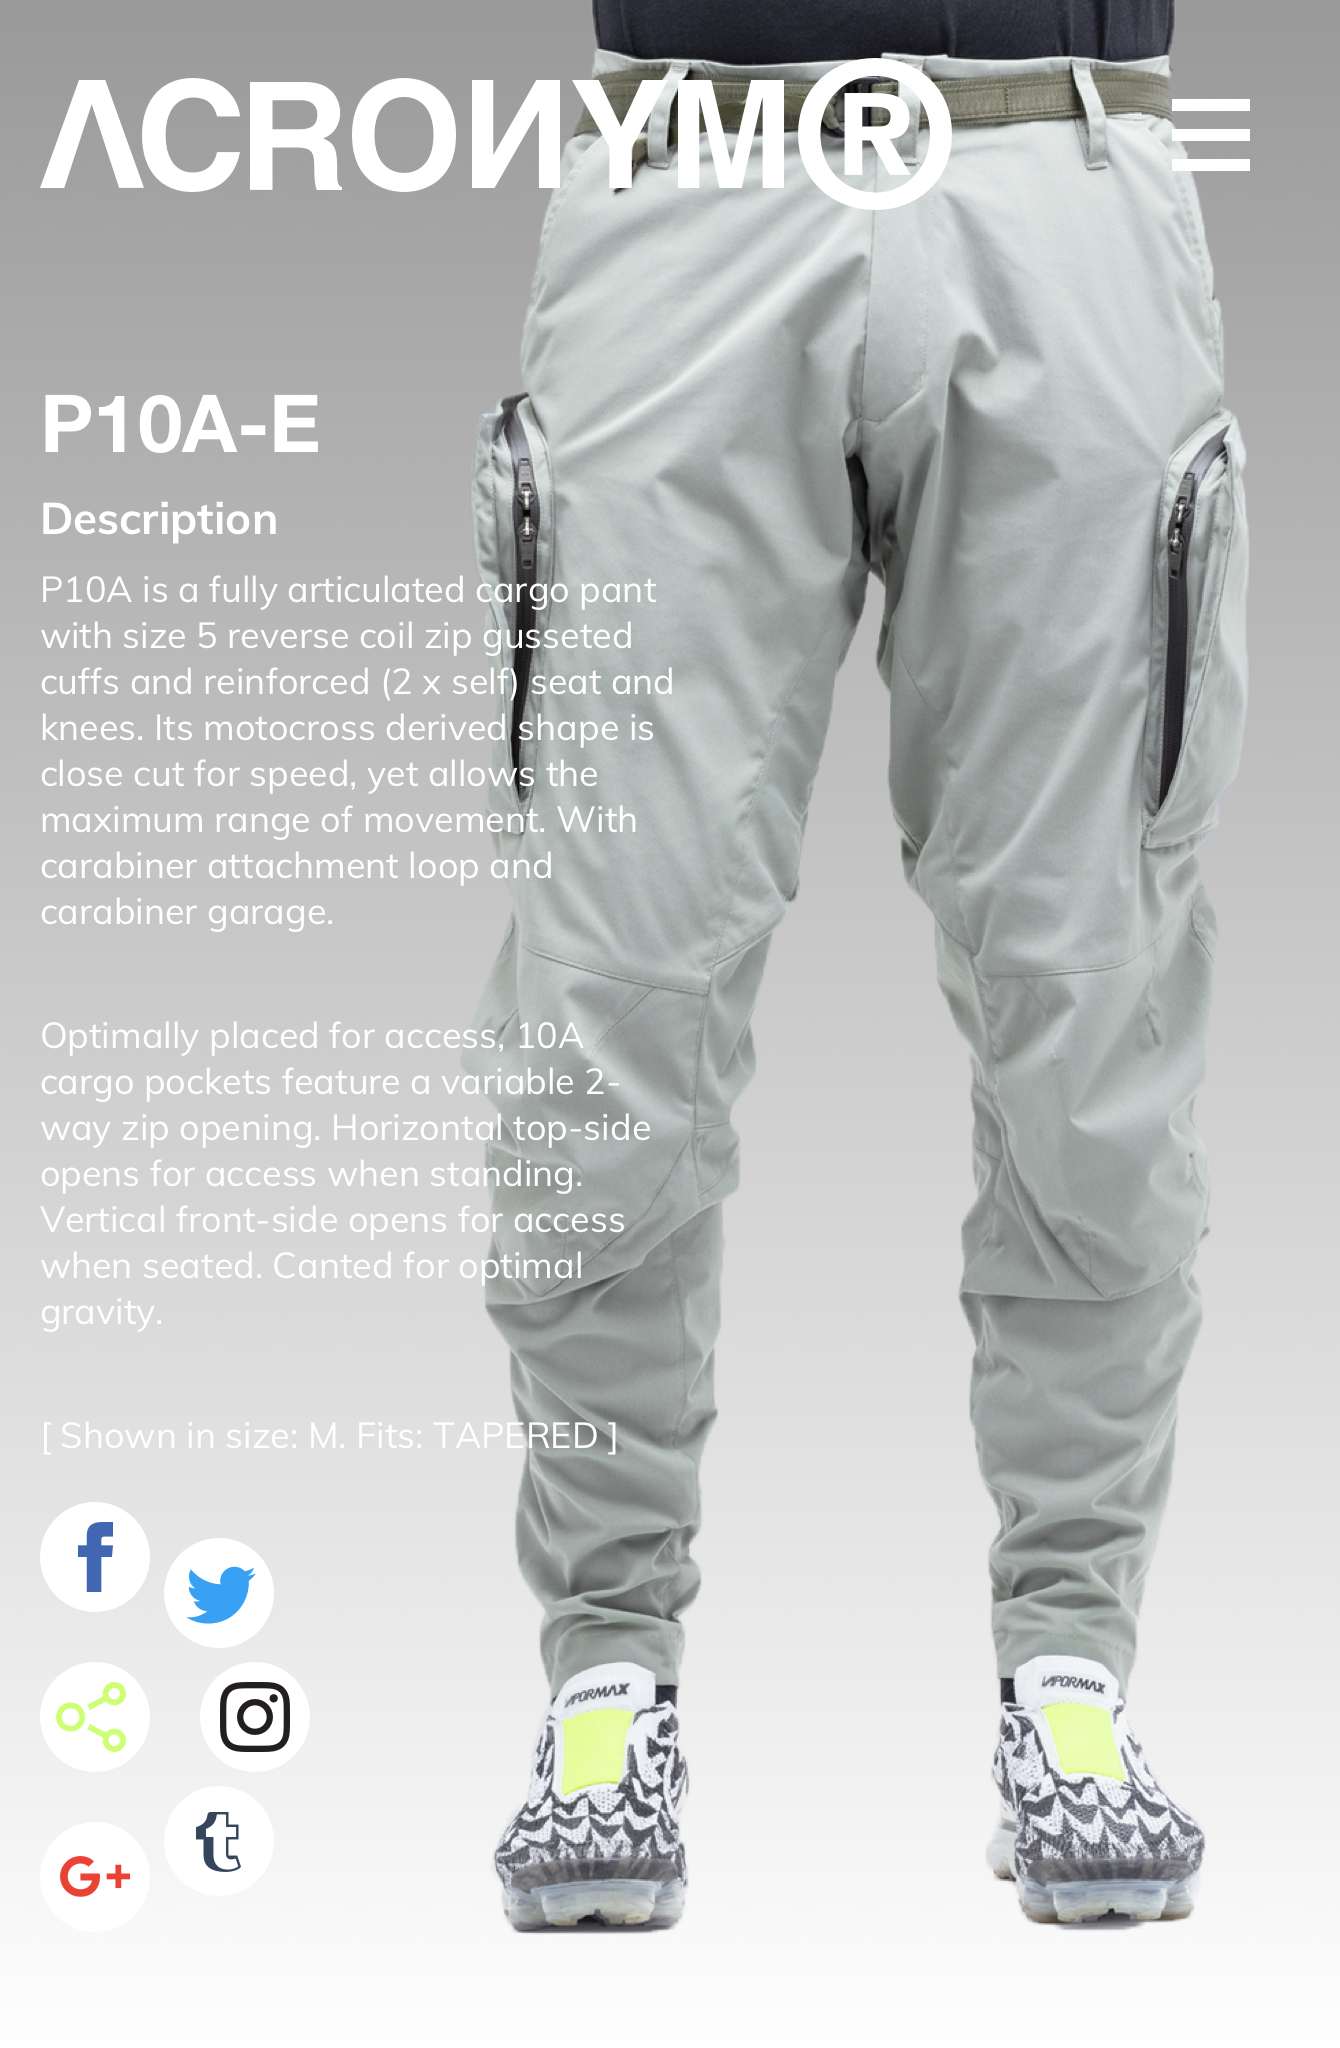 ACRONYM®
P10A-E
Description
P10A is a fully articulated cargo pant
with size 5 reverse coil zip gusseted
cuffs and reinforced (2 x self) seat and
knees. Its motocross derived shape is
close cut for speed, yet allows the
maximum range of movement. With
carabiner attachment loop and
carabiner garage.
Optimally placed for access, 10A
cargo pockets feature a variable 2-
way zip opening. Horizontal top-side
opens for access when standing.
Vertical front-side opens for access
when seated. Canted for optimal
gravity.
[ Shown in size: M. Fits: TAPERED ]
VAPORMAX
VAPORMAX